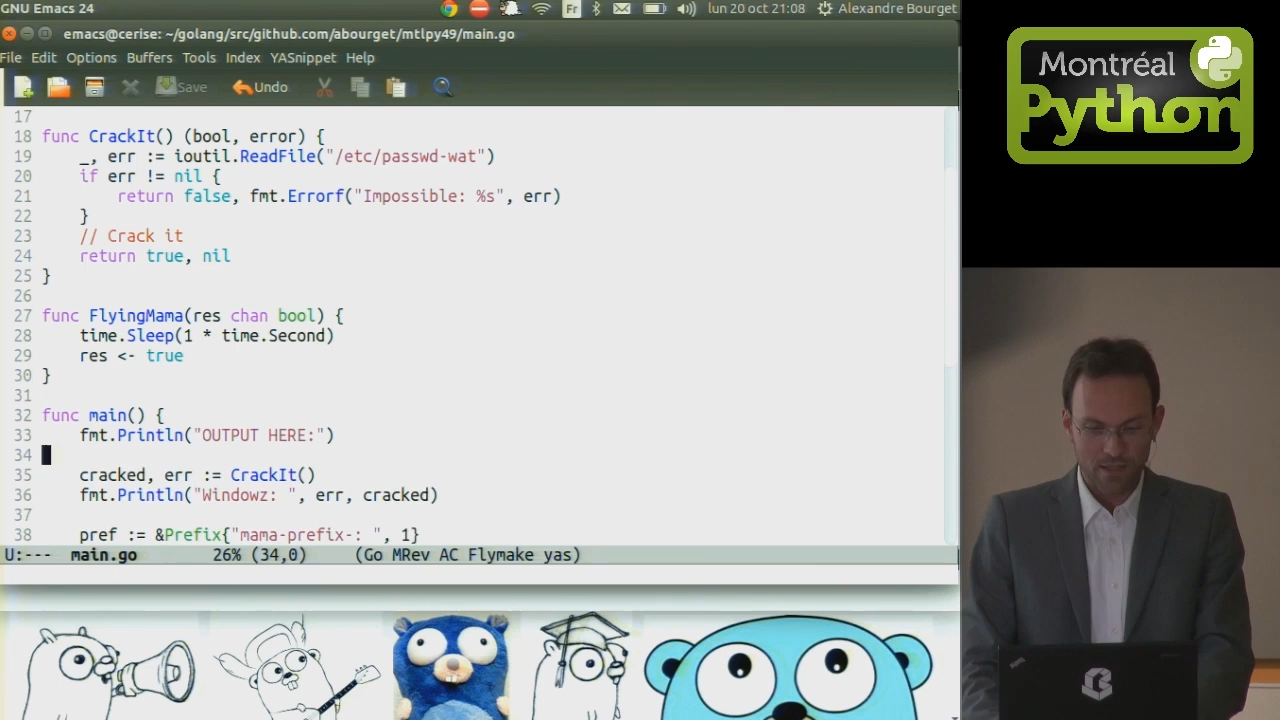 GNU Emacs 24
Fr
lun 20 oct 21:08
Alexandre Bourget
emacs@cerise: ~/golang/src/github.com/abourget/mtlpy49/main.go
File Edit Options Buffers Tools Index YASnippet Help
Save
Undo
17
18 func CrackIt() (bool, error) {
19     _, err := ioutil.ReadFile("/etc/passwd-wat")
20     if err != nil {
21         return false, fmt.Errorf("Impossible: %s", err)
22     }
23     // Crack it
24     return true, nil
25 }
26
27 func FlyingMama(res chan bool) {
28     time.Sleep(1 * time.Second)
29     res <- true
30 }
31
32 func main() {
33     fmt.Println("OUTPUT HERE:")
34
35     cracked, err := CrackIt()
36     fmt.Println("Windowz: ", err, cracked)
37
38     pref := &Prefix{"mama-prefix-: ", 1}
U:--- main.go 26% (34,0) (Go MRev AC Flymake yas)
Montréal
Python